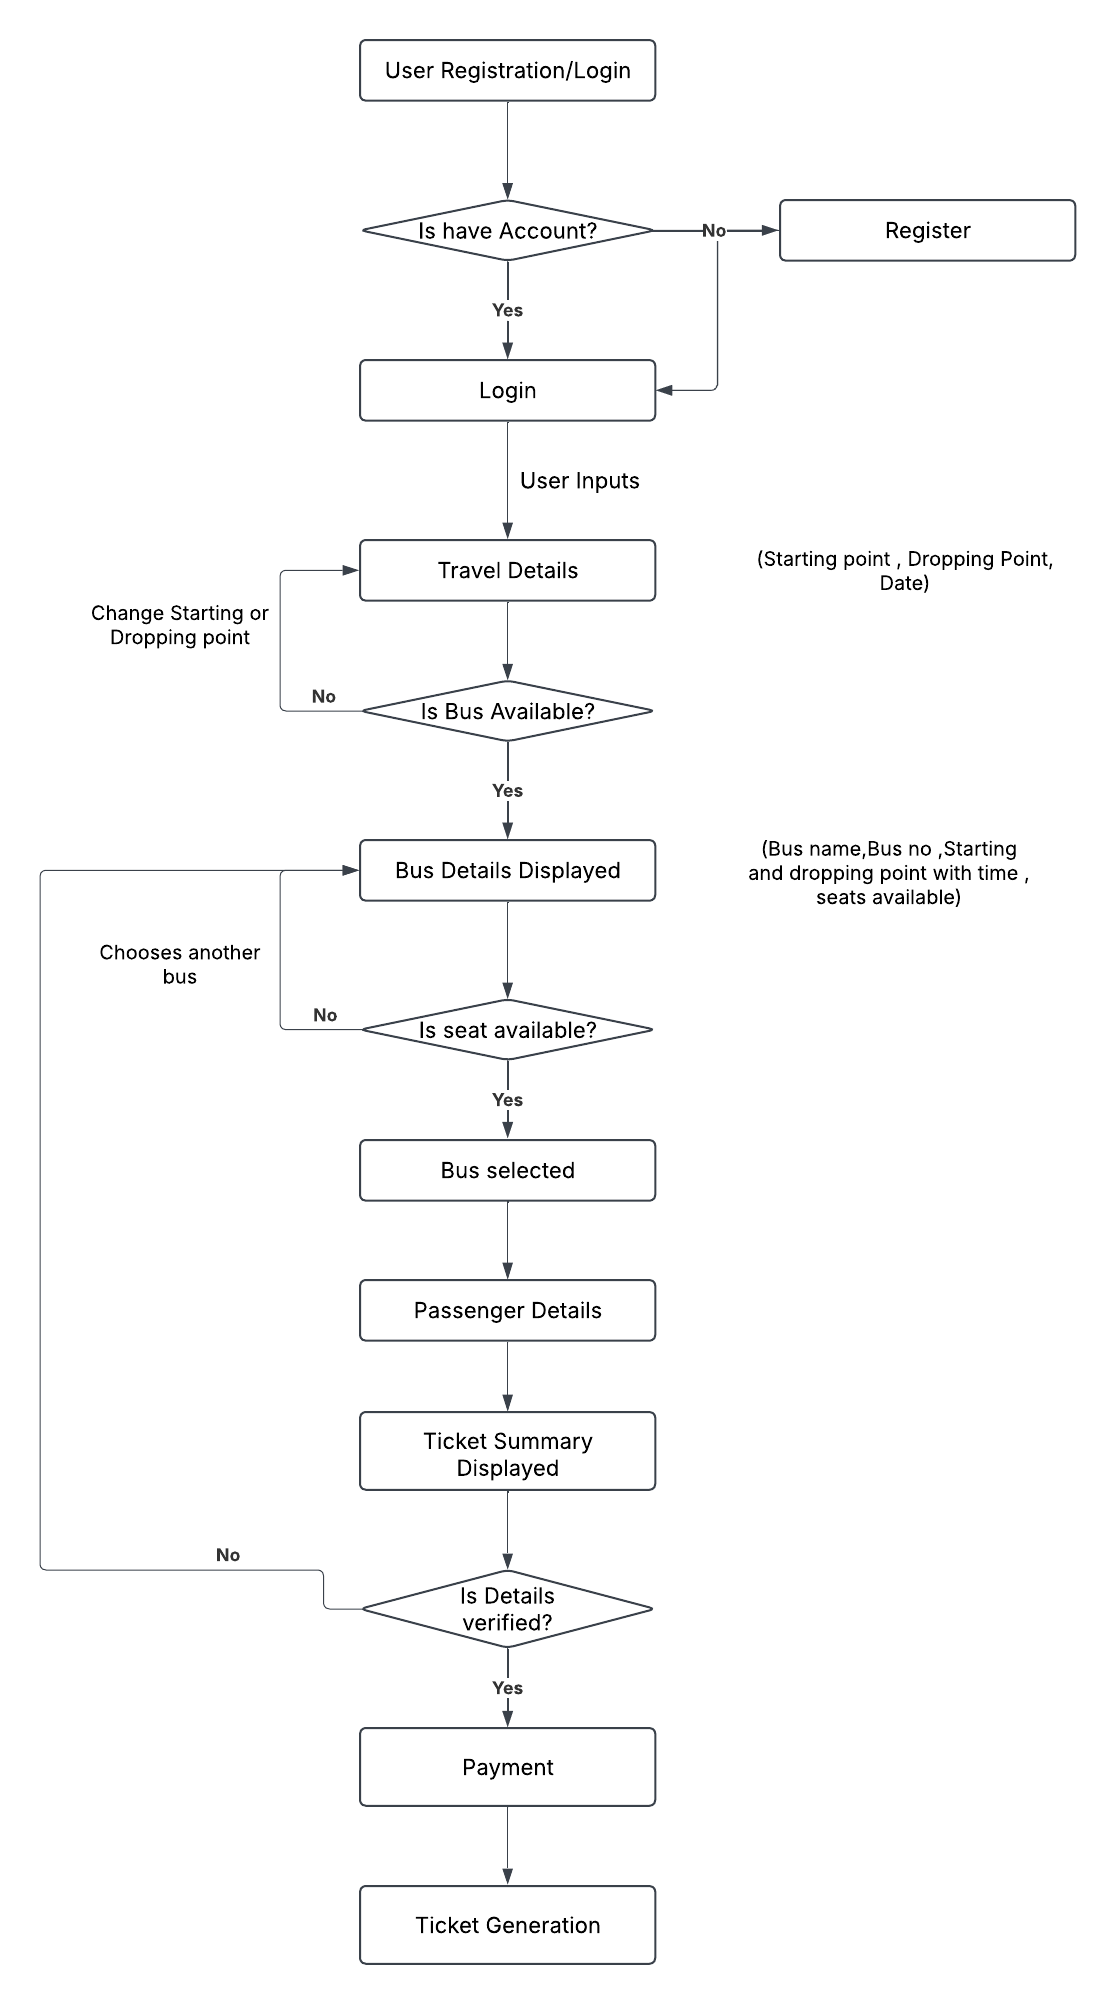 User Registration/Login
Is have Account?
No
Register
Yes
Login
User Inputs
(Starting point , Dropping Point,
Date)
Travel Details
Change Starting or
Dropping point
No
Is Bus Available?
Yes
(Bus name,Bus no ,Starting
and dropping point with time ,
seats available)
Bus Details Displayed
Chooses another
bus
No
Is seat available?
Yes
Bus selected
Passenger Details
Ticket Summary
Displayed
No
Is Details
verified?
Yes
Payment
Ticket Generation